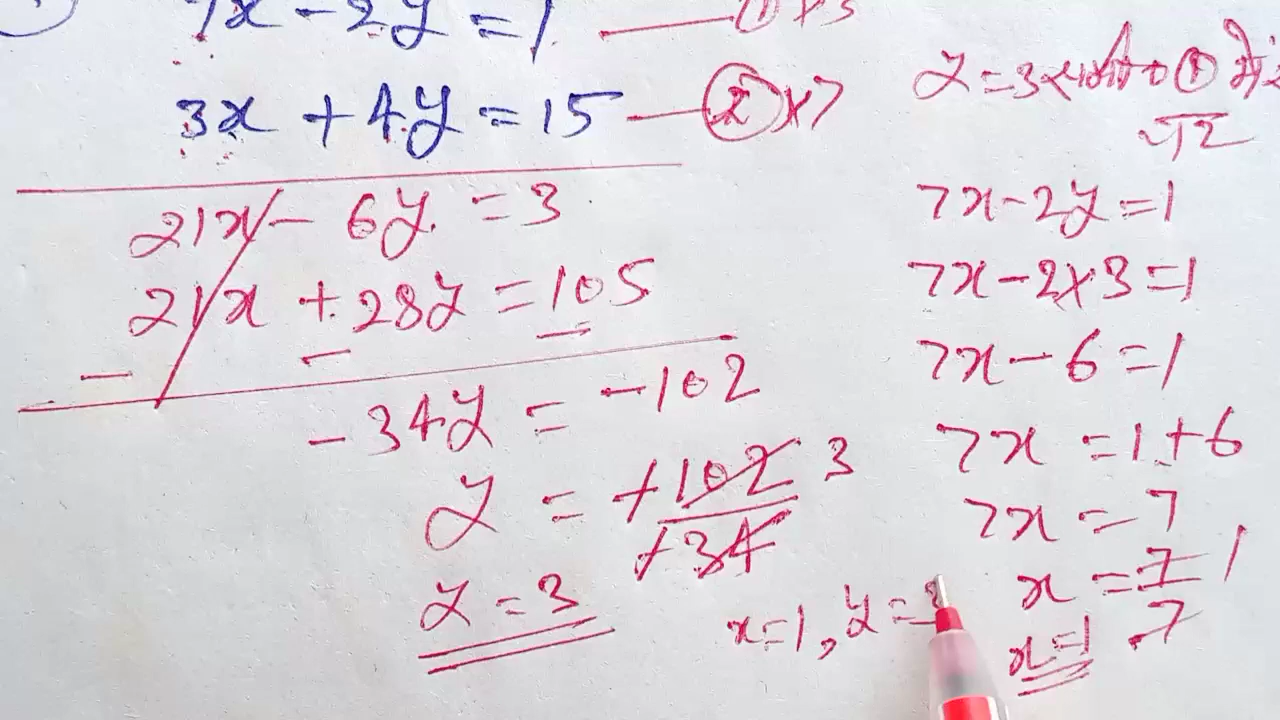 7x - 2y = 1 ——— ① × 3
3x + 4y = 15 ——— ② × 7
21x - 6y = 3
21x + 28y = 105
- - -
-34y = -102
y = +102/+34 3
y = 3
x = 1, y = 3
y = 3 ① में
7x - 2y = 1
7x - 2×3 = 1
7x - 6 = 1
7x = 1 + 6
7x = 7
x = 7/7 1
x = 1